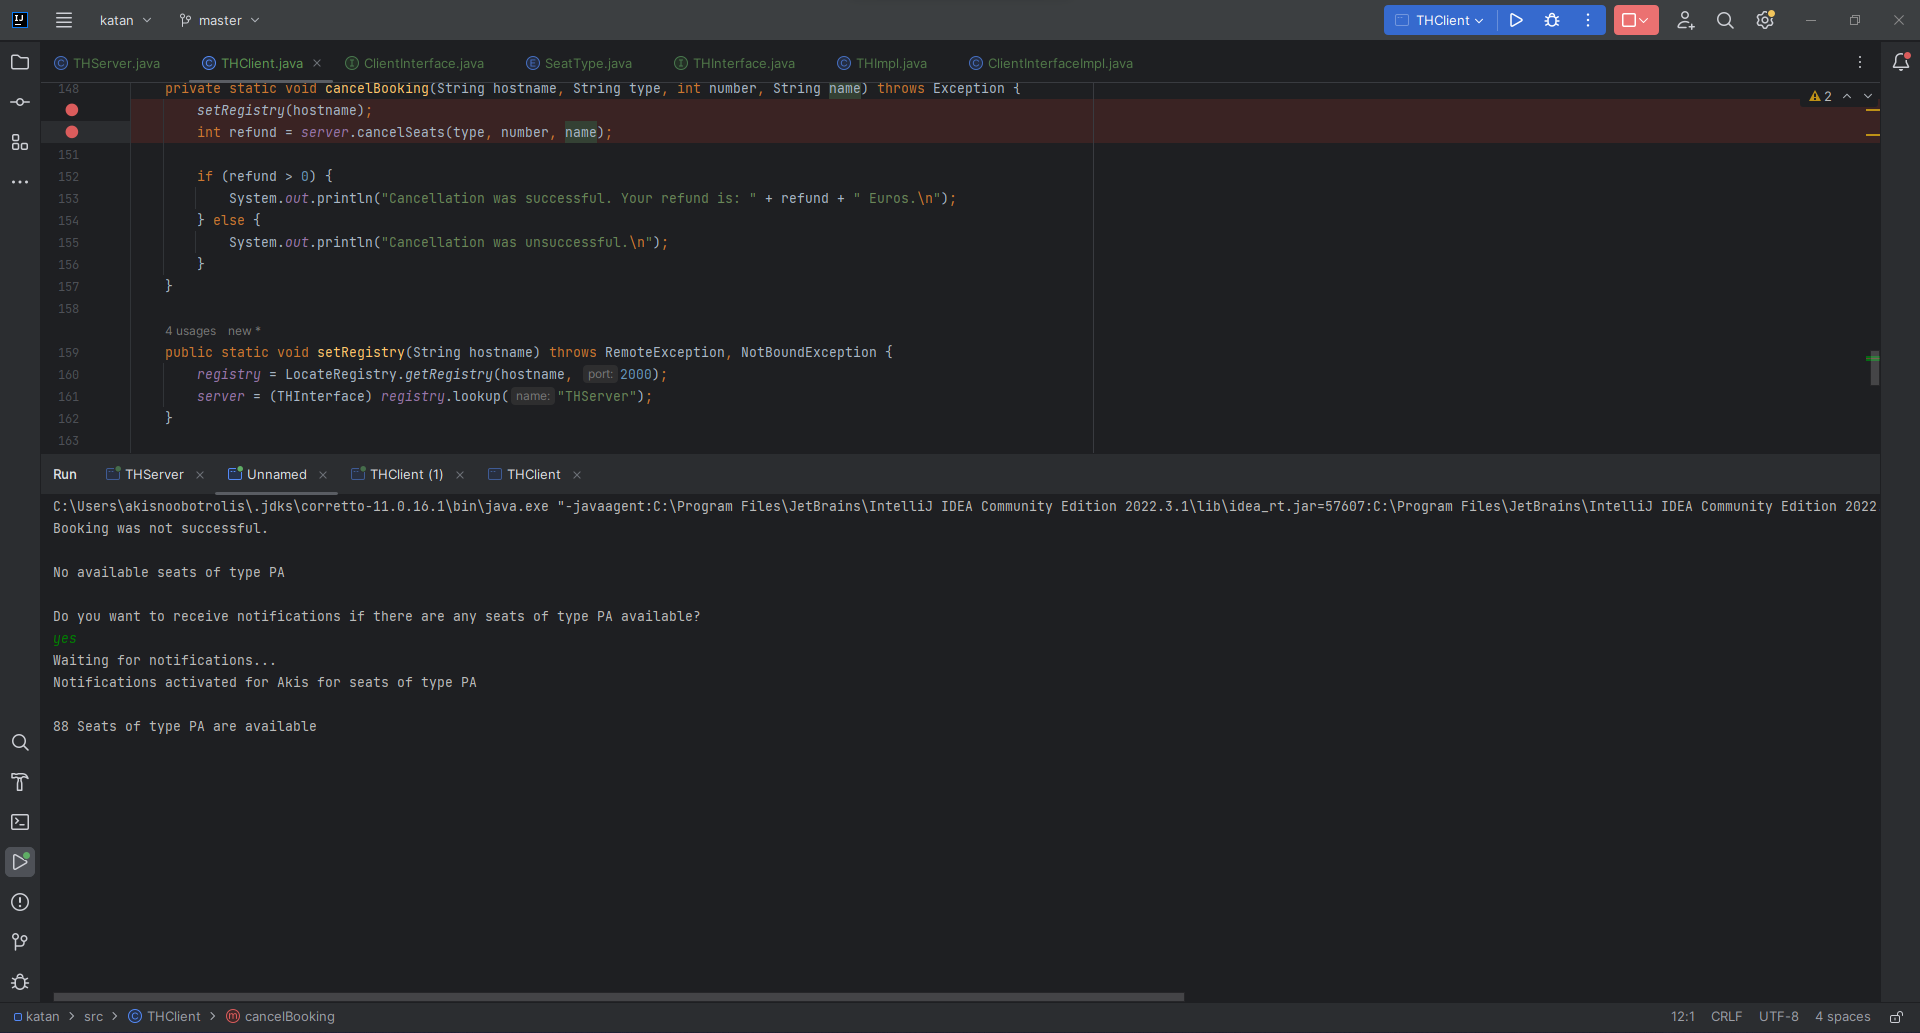 katan master THClient
THServer.java THClient.java ClientInterface.java SeatType.java THInterface.java THImpl.java ClientInterfaceImpl.java
148 private static void cancelBooking(String hostname, String type, int number, String name) throws Exception { 2
setRegistry(hostname);
int refund = server.cancelSeats(type, number, name);
151
152 if (refund > 0) {
153 System.out.println("Cancellation was successful. Your refund is: " + refund + " Euros.\n");
154 } else {
155 System.out.println("Cancellation was unsuccessful.\n");
156 }
157 }
158
4 usages new *
159 public static void setRegistry(String hostname) throws RemoteException, NotBoundException {
160 registry = LocateRegistry.getRegistry(hostname, port: 2000);
161 server = (THInterface) registry.lookup( name: "THServer");
162 }
163
Run THServer Unnamed THClient (1) THClient
C:\Users\akisnoobotrolis\.jdks\corretto-11.0.16.1\bin\java.exe "-javaagent:C:\Program Files\JetBrains\IntelliJ IDEA Community Edition 2022.3.1\lib\idea_rt.jar=57607:C:\Program Files\JetBrains\IntelliJ IDEA Community Edition 2022
Booking was not successful.
No available seats of type PA
Do you want to receive notifications if there are any seats of type PA available?
yes
Waiting for notifications...
Notifications activated for Akis for seats of type PA
88 Seats of type PA are available
katan > src > THClient > cancelBooking 12:1 CRLF UTF-8 4 spaces